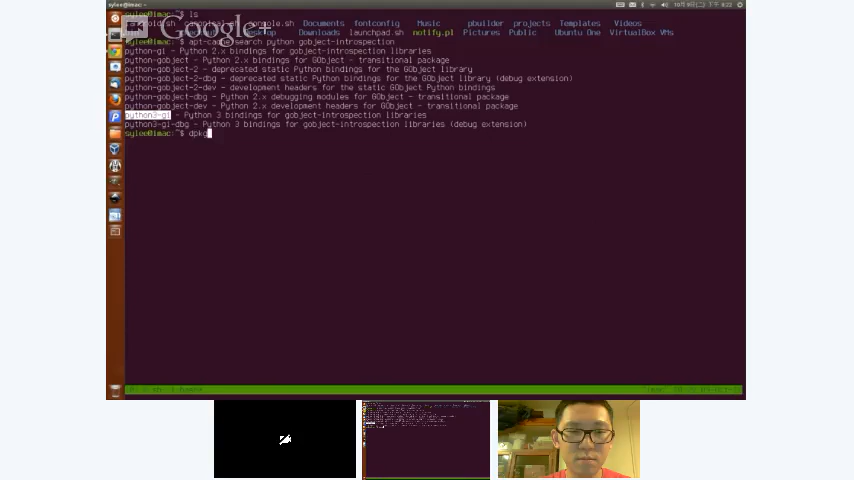 sylee@imac: ~
sylee@imac:~$ ls
console.sh Documents fontconfig Music pbuilder projects Templates Videos
Desktop Downloads launchpad.sh notify.pl Pictures Public Ubuntu One VirtualBox VMs
Google+
sylee@imac:~$ apt-cache search python gobject-introspection
python-gi - Python 2.x bindings for gobject-introspection libraries
python-gobject - Python 2.x bindings for GObject - transitional package
python-gobject-2 - deprecated static Python bindings for the GObject library
python-gobject-2-dbg - deprecated static Python bindings for the GObject library (debug extension)
python-gobject-2-dev - development headers for the static GObject Python bindings
python-gobject-dbg - Python 2.x debugging modules for GObject - transitional package
python-gobject-dev - Python 2.x development headers for GObject - transitional package
python3-gi - Python 3 bindings for gobject-introspection libraries
python3-gi-dbg - Python 3 bindings for gobject-introspection libraries (debug extension)
sylee@imac:~$ dpkg